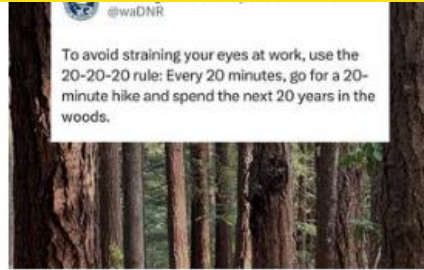 @waDNR
To avoid straining your eyes at work, use the
20-20-20 rule: Every 20 minutes, go for a 20-
minute hike and spend the next 20 years in the
woods.